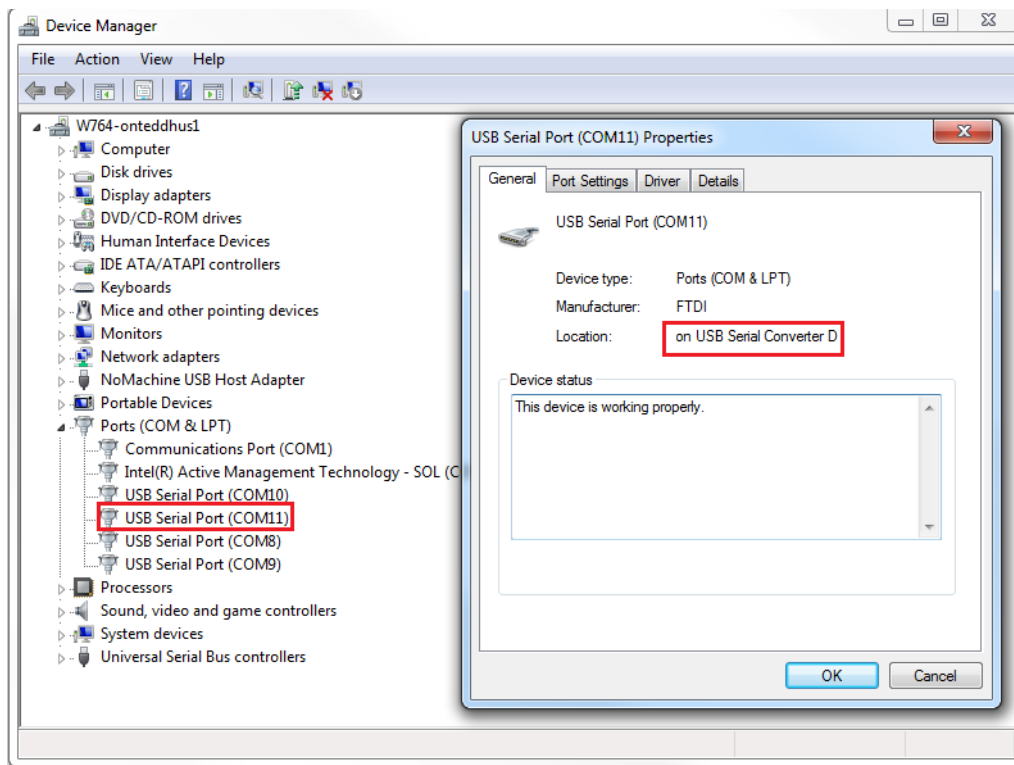 Device Manager
File Action View Help
W764-onteddhus1
Computer
Disk drives
Display adapters
DVD/CD-ROM drives
Human Interface Devices
IDE ATA/ATAPI controllers
Keyboards
Mice and other pointing devices
Monitors
Network adapters
NoMachine USB Host Adapter
Portable Devices
Ports (COM & LPT)
Communications Port (COM1)
Intel(R) Active Management Technology - SOL (C
USB Serial Port (COM10)
USB Serial Port (COM11)
USB Serial Port (COM8)
USB Serial Port (COM9)
Processors
Sound, video and game controllers
System devices
Universal Serial Bus controllers
USB Serial Port (COM11) Properties
General Port Settings Driver Details
USB Serial Port (COM11)
Device type: Ports (COM & LPT)
Manufacturer: FTDI
Location: on USB Serial Converter D
Device status
This device is working properly.
OK Cancel